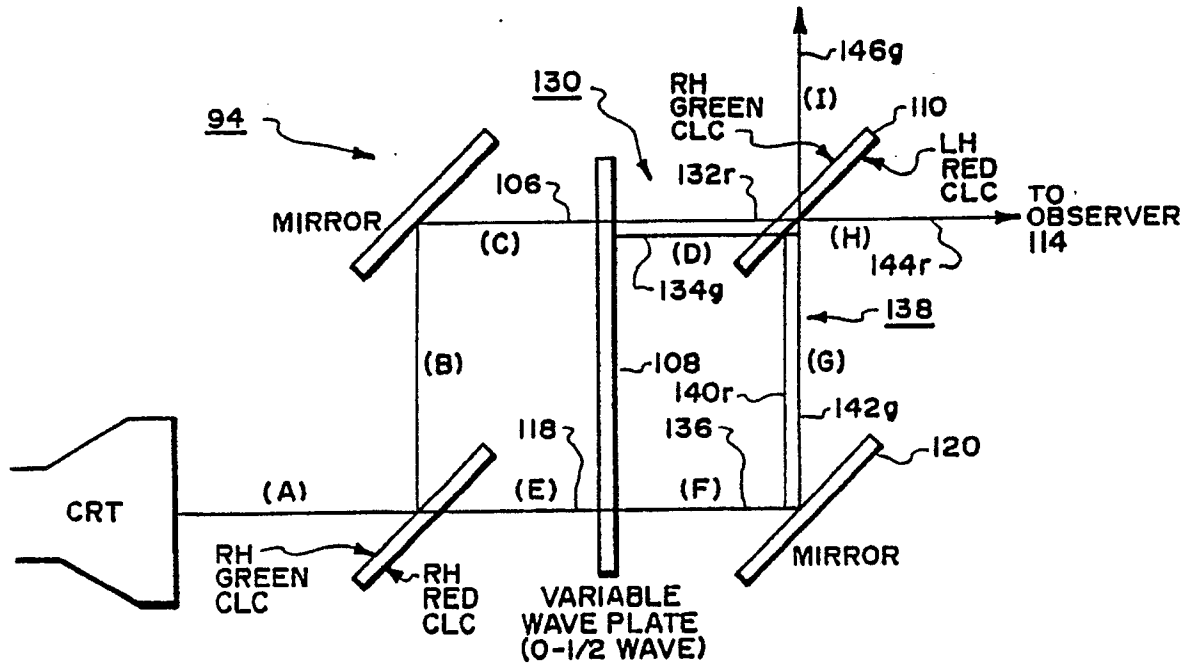 146g
(I)
RH
GREEN
CLC
110
130
94
LH
RED
CLC
106
132r
MIRROR
TO
OBSERVER
114
(C)
(D)
(H)
134g
144r
138
(B)
108
(G)
140r
142g
118
136
120
(A)
(E)
(F)
CRT
MIRROR
RH
GREEN
CLC
RH
RED
CLC
VARIABLE
WAVE PLATE
(0-1/2 WAVE)